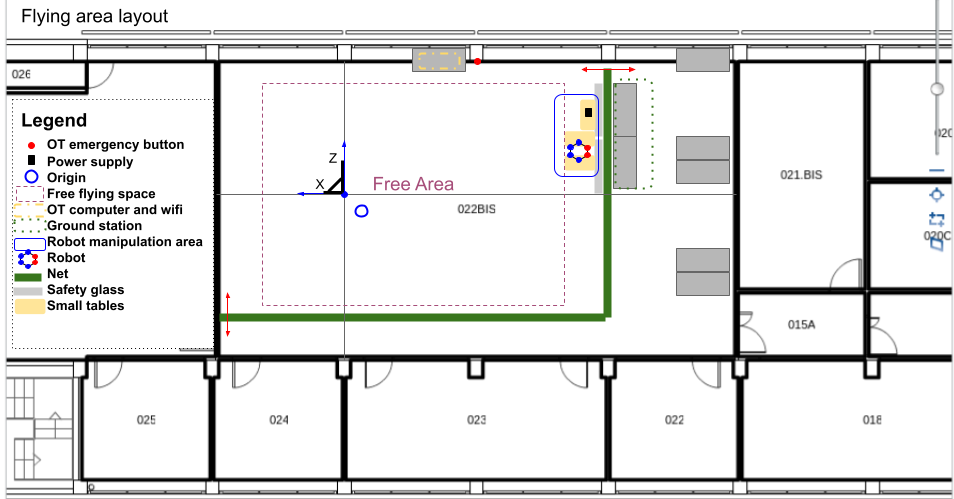 Flying area layout
026
Legend
OT emergency button
Power supply
Origin
Free flying space
OT computer and wifi
Ground station
Robot manipulation area
Robot
Net
Safety glass
Small tables
Z
X
Free Area
022BIS
021.BIS
020
020C
015A
025
024
023
022
018